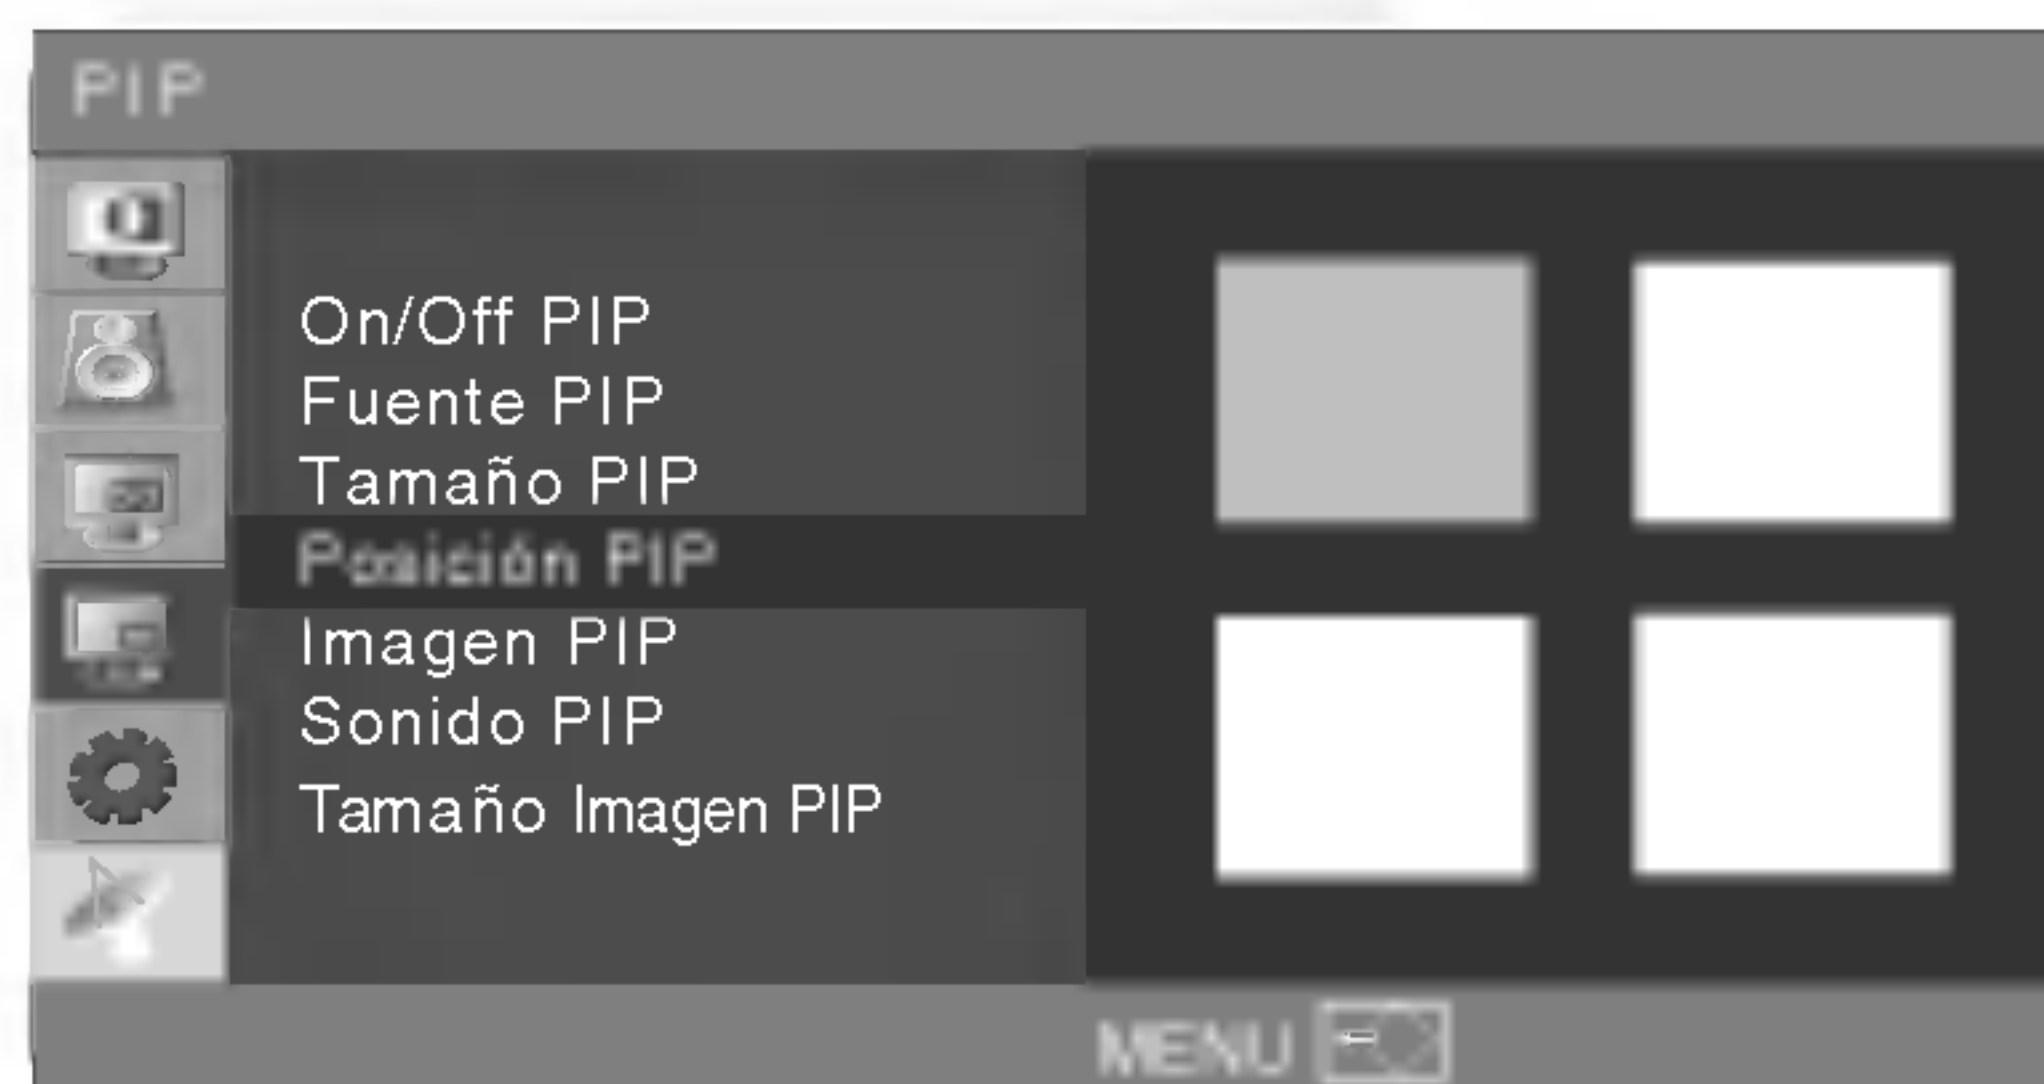 PIP
On/Off PIP
Fuente PIP
Tamaño PIP
Posición PIP
Imagen PIP
Sonido PIP
Tamaño Imagen PIP
MENU